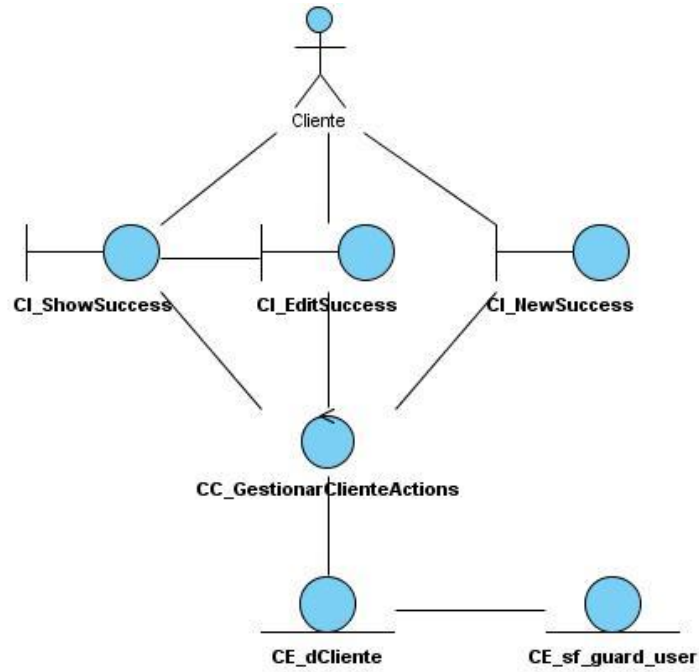 Cliente
CI_ShowSuccess
CI_EditSuccess
CI_NewSuccess
CC_GestionarClienteActions
CE_dCliente
CE_sf_guard_user